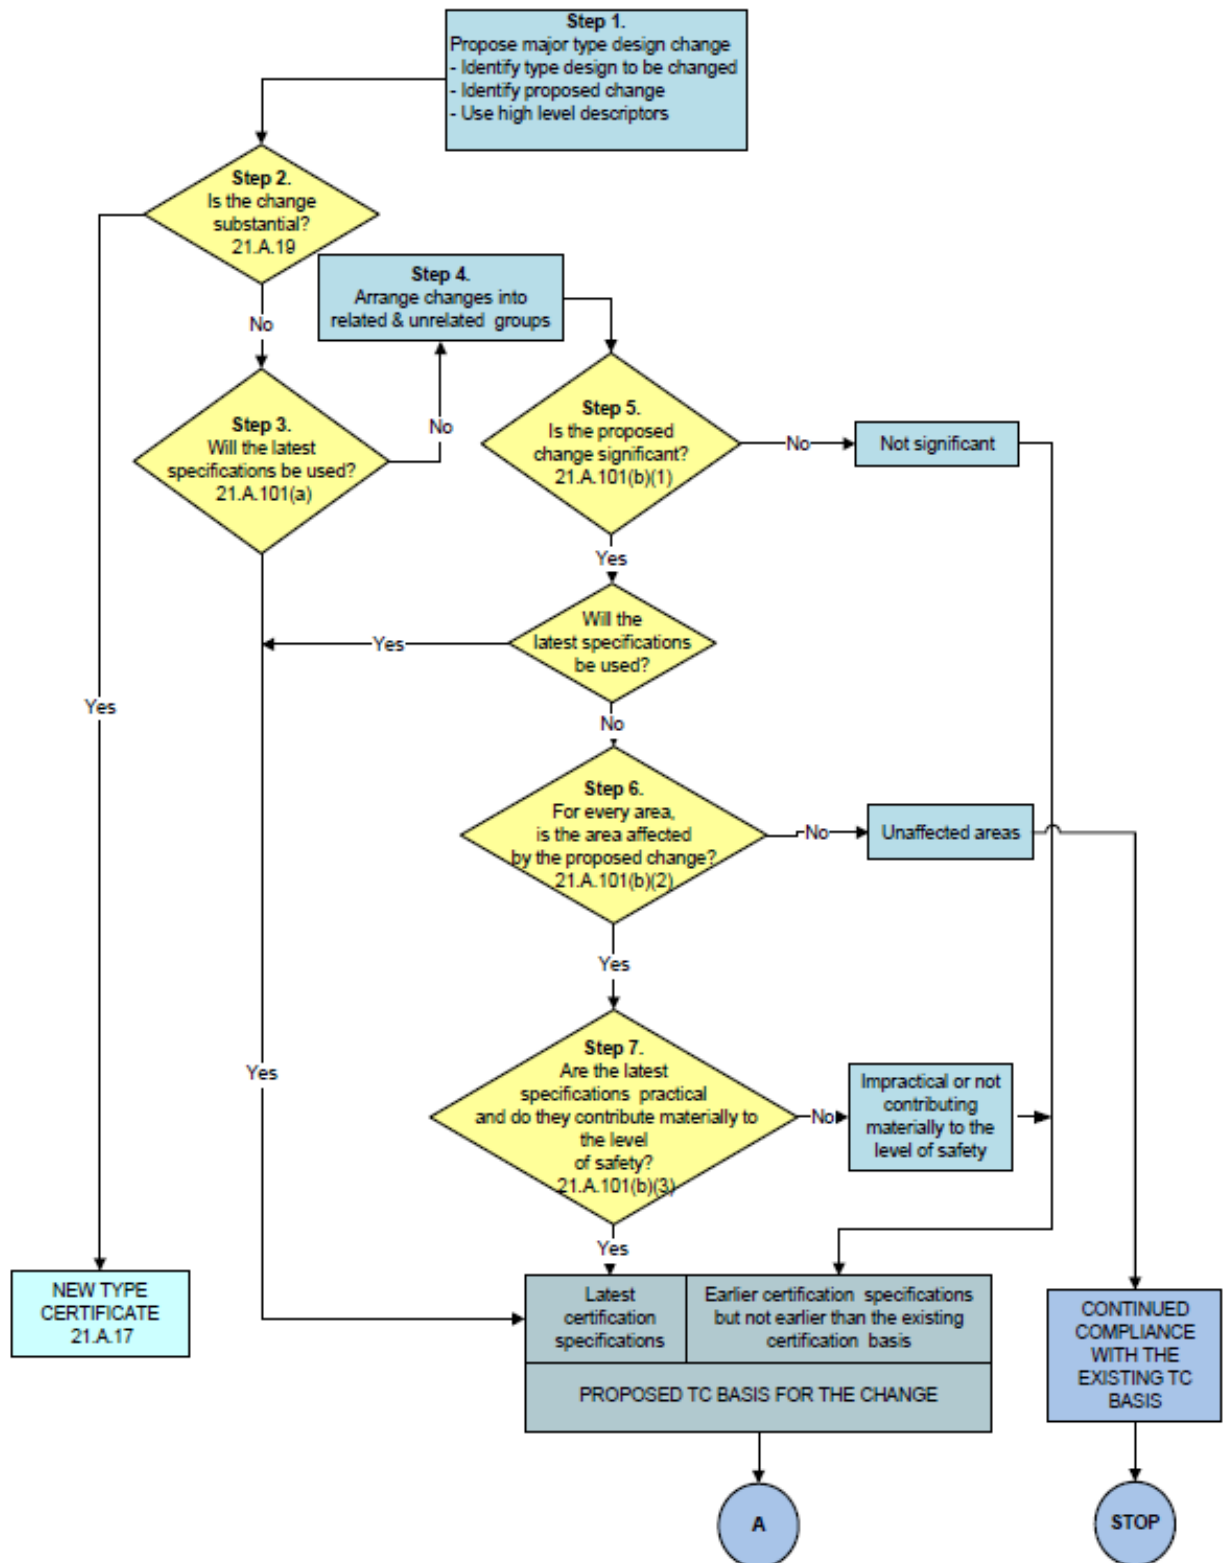 Step 1.
Propose major type design change
- Identify type design to be changed
- Identify proposed change
- Use high level descriptors
Step 2.
Is the change
substantial?
21.A.19
No
Step 4.
Arrange changes into
related & unrelated groups
Step 3.
Will the latest
specifications be used?
21.A.101(a)
No
Step 5.
Is the proposed
change significant?
21.A.101(b)(1)
No
Not significant
Yes
Will the
latest specifications
be used?
Yes
Yes
No
Step 6.
For every area,
is the area affected
by the proposed change?
21.A.101(b)(2)
No
Unaffected areas
Yes
Yes
Step 7.
Are the latest
specifications practical
and do they contribute materially to
the level
of safety?
21.A.101(b)(3)
No
Impractical or not
contributing
materially to the
level of safety
Yes
NEW TYPE
CERTIFICATE
21.A.17
Latest
certification
specifications
Earlier certification specifications
but not earlier than the existing
certification basis
PROPOSED TC BASIS FOR THE CHANGE
CONTINUED
COMPLIANCE
WITH THE
EXISTING TC
BASIS
A
STOP